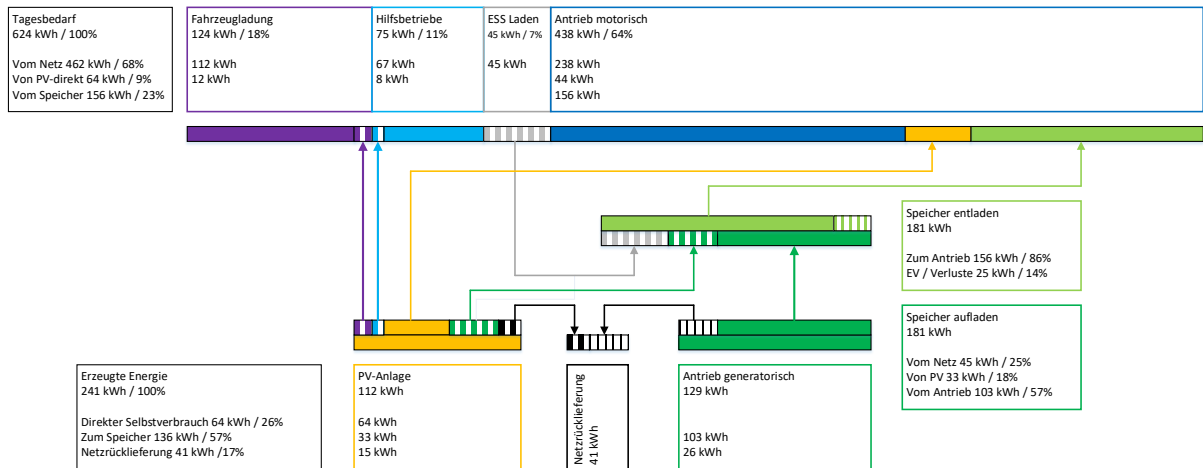 Tagesbedarf
624 kWh / 100%
Vom Netz 462 kWh / 68%
Von PV-direkt 64 kWh / 9%
Vom Speicher 156 kWh / 23%
Fahrzeugladung
124 kWh / 18%
112 kWh
12 kWh
Hilfsbetriebe
75 kWh / 11%
67 kWh
8 kWh
ESS Laden
45 kWh / 7%
45 kWh
Antrieb motorisch
438 kWh / 64%
238 kWh
44 kWh
156 kWh
Speicher entladen
181 kWh
Zum Antrieb 156 kWh / 86%
EV / Verluste 25 kWh / 14%
Speicher aufladen
181 kWh
Vom Netz 45 kWh / 25%
Von PV 33 kWh / 18%
Vom Antrieb 103 kWh / 57%
Erzeugte Energie
241 kWh / 100%
Direkter Selbstverbrauch 64 kWh / 26%
Zum Speicher 136 kWh / 57%
Netzrücklieferung 41 kWh /17%
PV-Anlage
112 kWh
64 kWh
33 kWh
15 kWh
Netzrücklieferung
41 kWh
Antrieb generatorisch
129 kWh
103 kWh
26 kWh